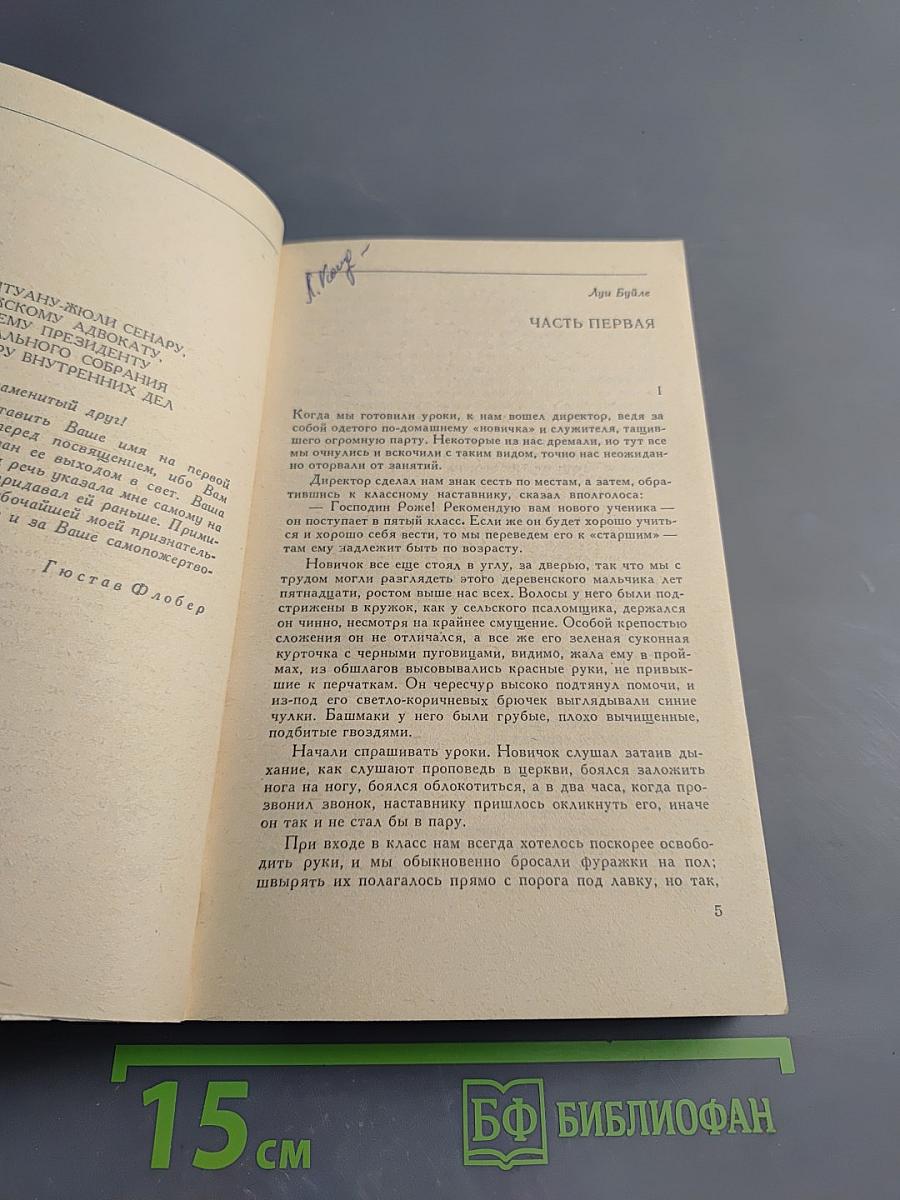 НТУАНУ-ЖЮЛИ СЕНАРУ,
ЖСКОМУ АДВОКАТУ,
ЕМУ ПРЕЗИДЕНТУ
АЛЬНОГО СОБРАНИЯ
РУ ВНУТРЕННИХ ДЕЛ
аменитый друг!
тавить Ваше имя на первой
перед посвящением, ибо Вам
зан ее выходом в свет. Ваша
речь указала мне самому на
ридавал ей раньше. Прими-
бочайшей моей признатель-
и за Ваше самопожертво-
Гюстав Флобер
Луи Буйле
ЧАСТЬ ПЕРВАЯ
I
Когда мы готовили уроки, к нам вошел директор, ведя за
собой одетого по-домашнему «новичка» и служителя, тащив-
шего огромную парту. Некоторые из нас дремали, но тут все
мы очнулись и вскочили с таким видом, точно нас неожидан-
но оторвали от занятий.
Директор сделал нам знак сесть по местам, а затем, обра-
тившись к классному наставнику, сказал вполголоса:
— Господин Роже! Рекомендую вам нового ученика —
он поступает в пятый класс. Если же он будет хорошо учить-
ся и хорошо себя вести, то мы переведем его к «старшим» —
там ему надлежит быть по возрасту.
Новичок все еще стоял в углу, за дверью, так что мы с
трудом могли разглядеть этого деревенского мальчика лет
пятнадцати, ростом выше нас всех. Волосы у него были под-
стрижены в кружок, как у сельского псаломщика, держался
он чинно, несмотря на крайнее смущение. Особой крепостью
сложения он не отличался, а все же его зеленая суконная
курточка с черными пуговицами, видимо, жала ему в прой-
мах, из обшлагов высовывались красные руки, не привык-
шие к перчаткам. Он чересчур высоко подтянул помочи, и
из-под его светло-коричневых брючек выглядывали синие
чулки. Башмаки у него были грубые, плохо вычищенные,
подбитые гвоздями.
Начали спрашивать уроки. Новичок слушал затаив ды-
хание, как слушают проповедь в церкви, боялся заложить
нога на ногу, боялся облокотиться, а в два часа, когда про-
звонил звонок, наставнику пришлось окликнуть его, иначе
он так и не стал бы в пару.
При входе в класс нам всегда хотелось поскорее освобо-
дить руки, и мы обыкновенно бросали фуражки на пол;
швырять их полагалось прямо с порога под лавку, но так,
5
15 см
БФ БИБЛИОФАН